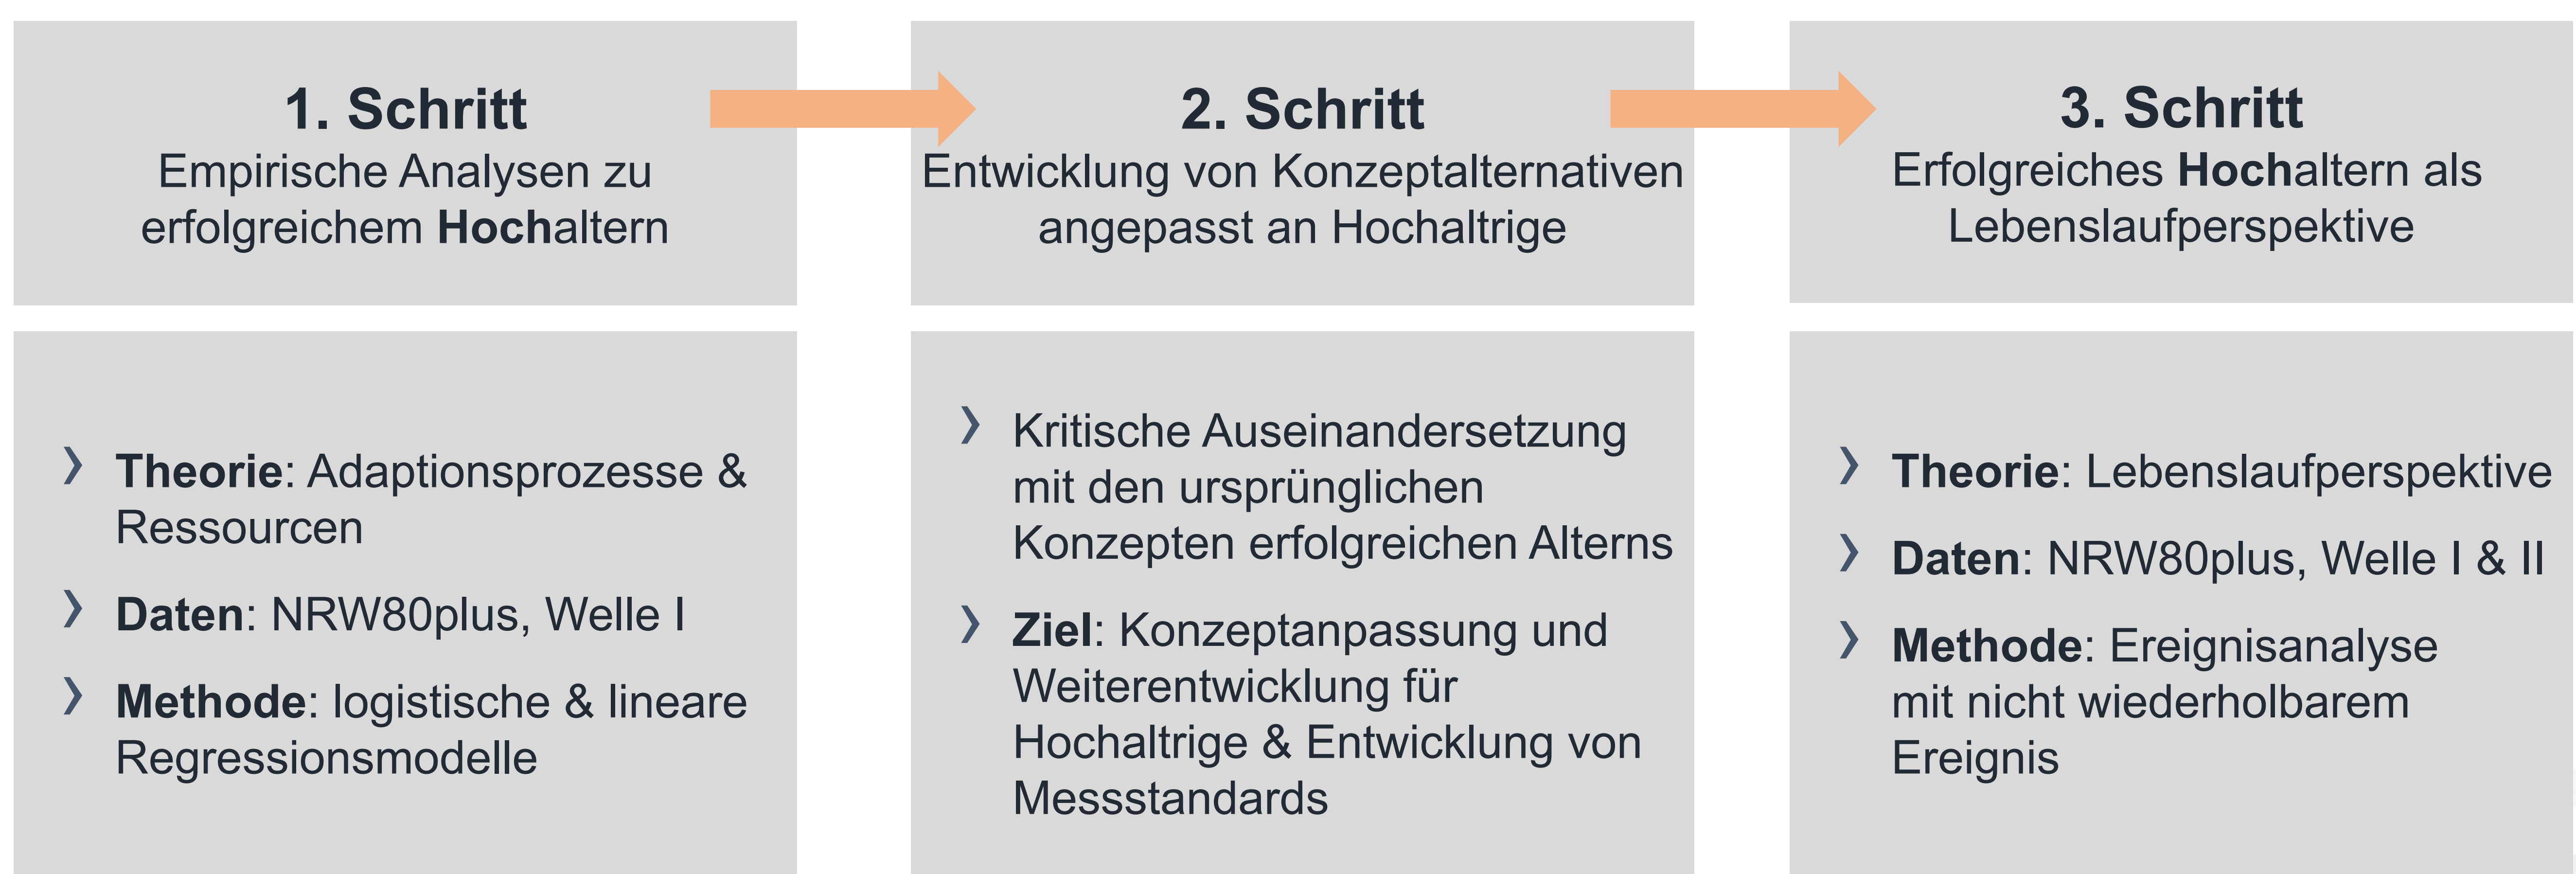 1. Schritt
Empirische Analysen zu
erfolgreichem Hochaltern
2. Schritt
Entwicklung von Konzeptalternativen
angepasst an Hochaltrige
3. Schritt
Erfolgreiches Hochaltern als
Lebenslaufperspektive
› Theorie: Adaptionsprozesse &
Ressourcen
› Daten: NRW80plus, Welle I
› Methode: logistische & lineare
Regressionsmodelle
› Kritische Auseinandersetzung
mit den ursprünglichen
Konzepten erfolgreichen Alterns
› Ziel: Konzeptanpassung und
Weiterentwicklung für
Hochaltrige & Entwicklung von
Messstandards
› Theorie: Lebenslaufperspektive
› Daten: NRW80plus, Welle I & II
› Methode: Ereignisanalyse
mit nicht wiederholbarem
Ereignis